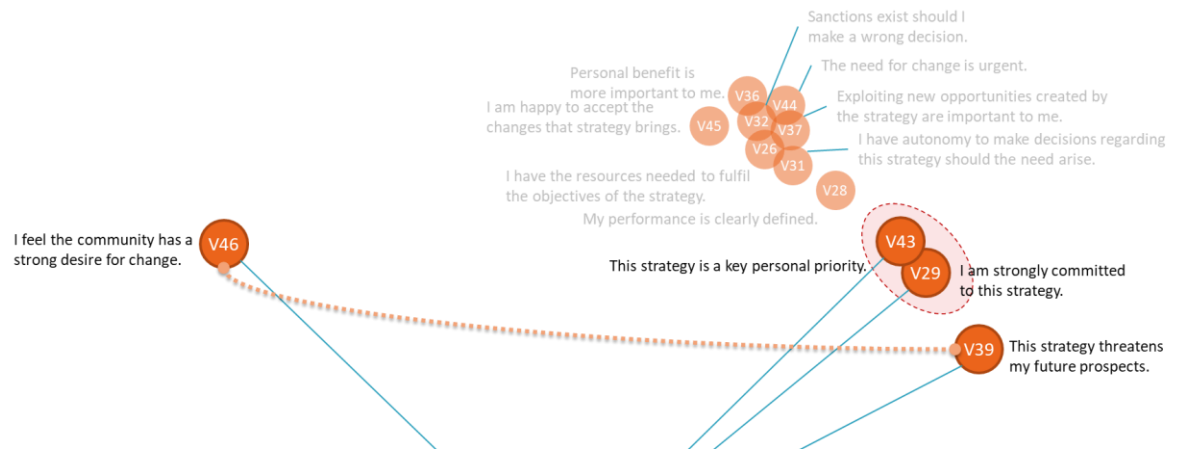 Sanctions exist should I
make a wrong decision.
The need for change is urgent.
Personal benefit is
more important to me.
V36
V44
Exploiting new opportunities created by
the strategy are important to me.
I am happy to accept the
changes that strategy brings.
V45
V32
V37
I have autonomy to make decisions regarding
this strategy should the need arise.
V26
V31
I have the resources needed to fulfil
the objectives of the strategy.
V28
My performance is clearly defined.
I feel the community has a
strong desire for change.
V46
V43
This strategy is a key personal priority.
V29
I am strongly committed
to this strategy.
V39
This strategy threatens
my future prospects.